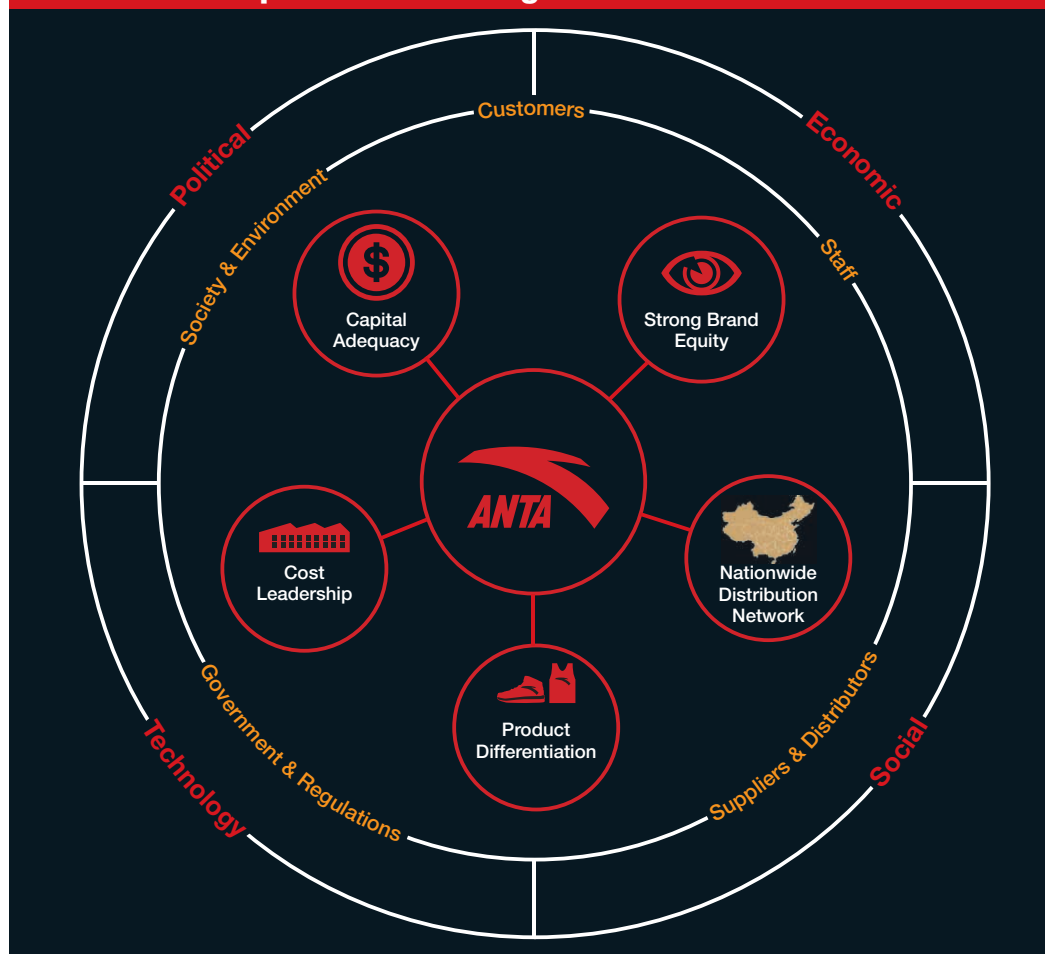 Customers
Political
Economic
Society & Environment
Staff
$
Capital
Adequacy
Strong Brand
Equity
ANTA
Cost
Leadership
Nationwide
Distribution
Network
Product
Differentiation
Government & Regulations
Suppliers & Distributors
Technology
Social